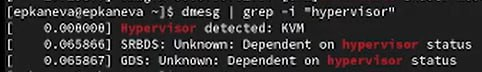 [epkaneva@epkaneva ~]$ dmesg | grep -i "hypervisor"
[    0.000000] Hypervisor detected: KVM
[    0.065866] SRBDS: Unknown: Dependent on hypervisor status
[    0.065867] GDS: Unknown: Dependent on hypervisor status